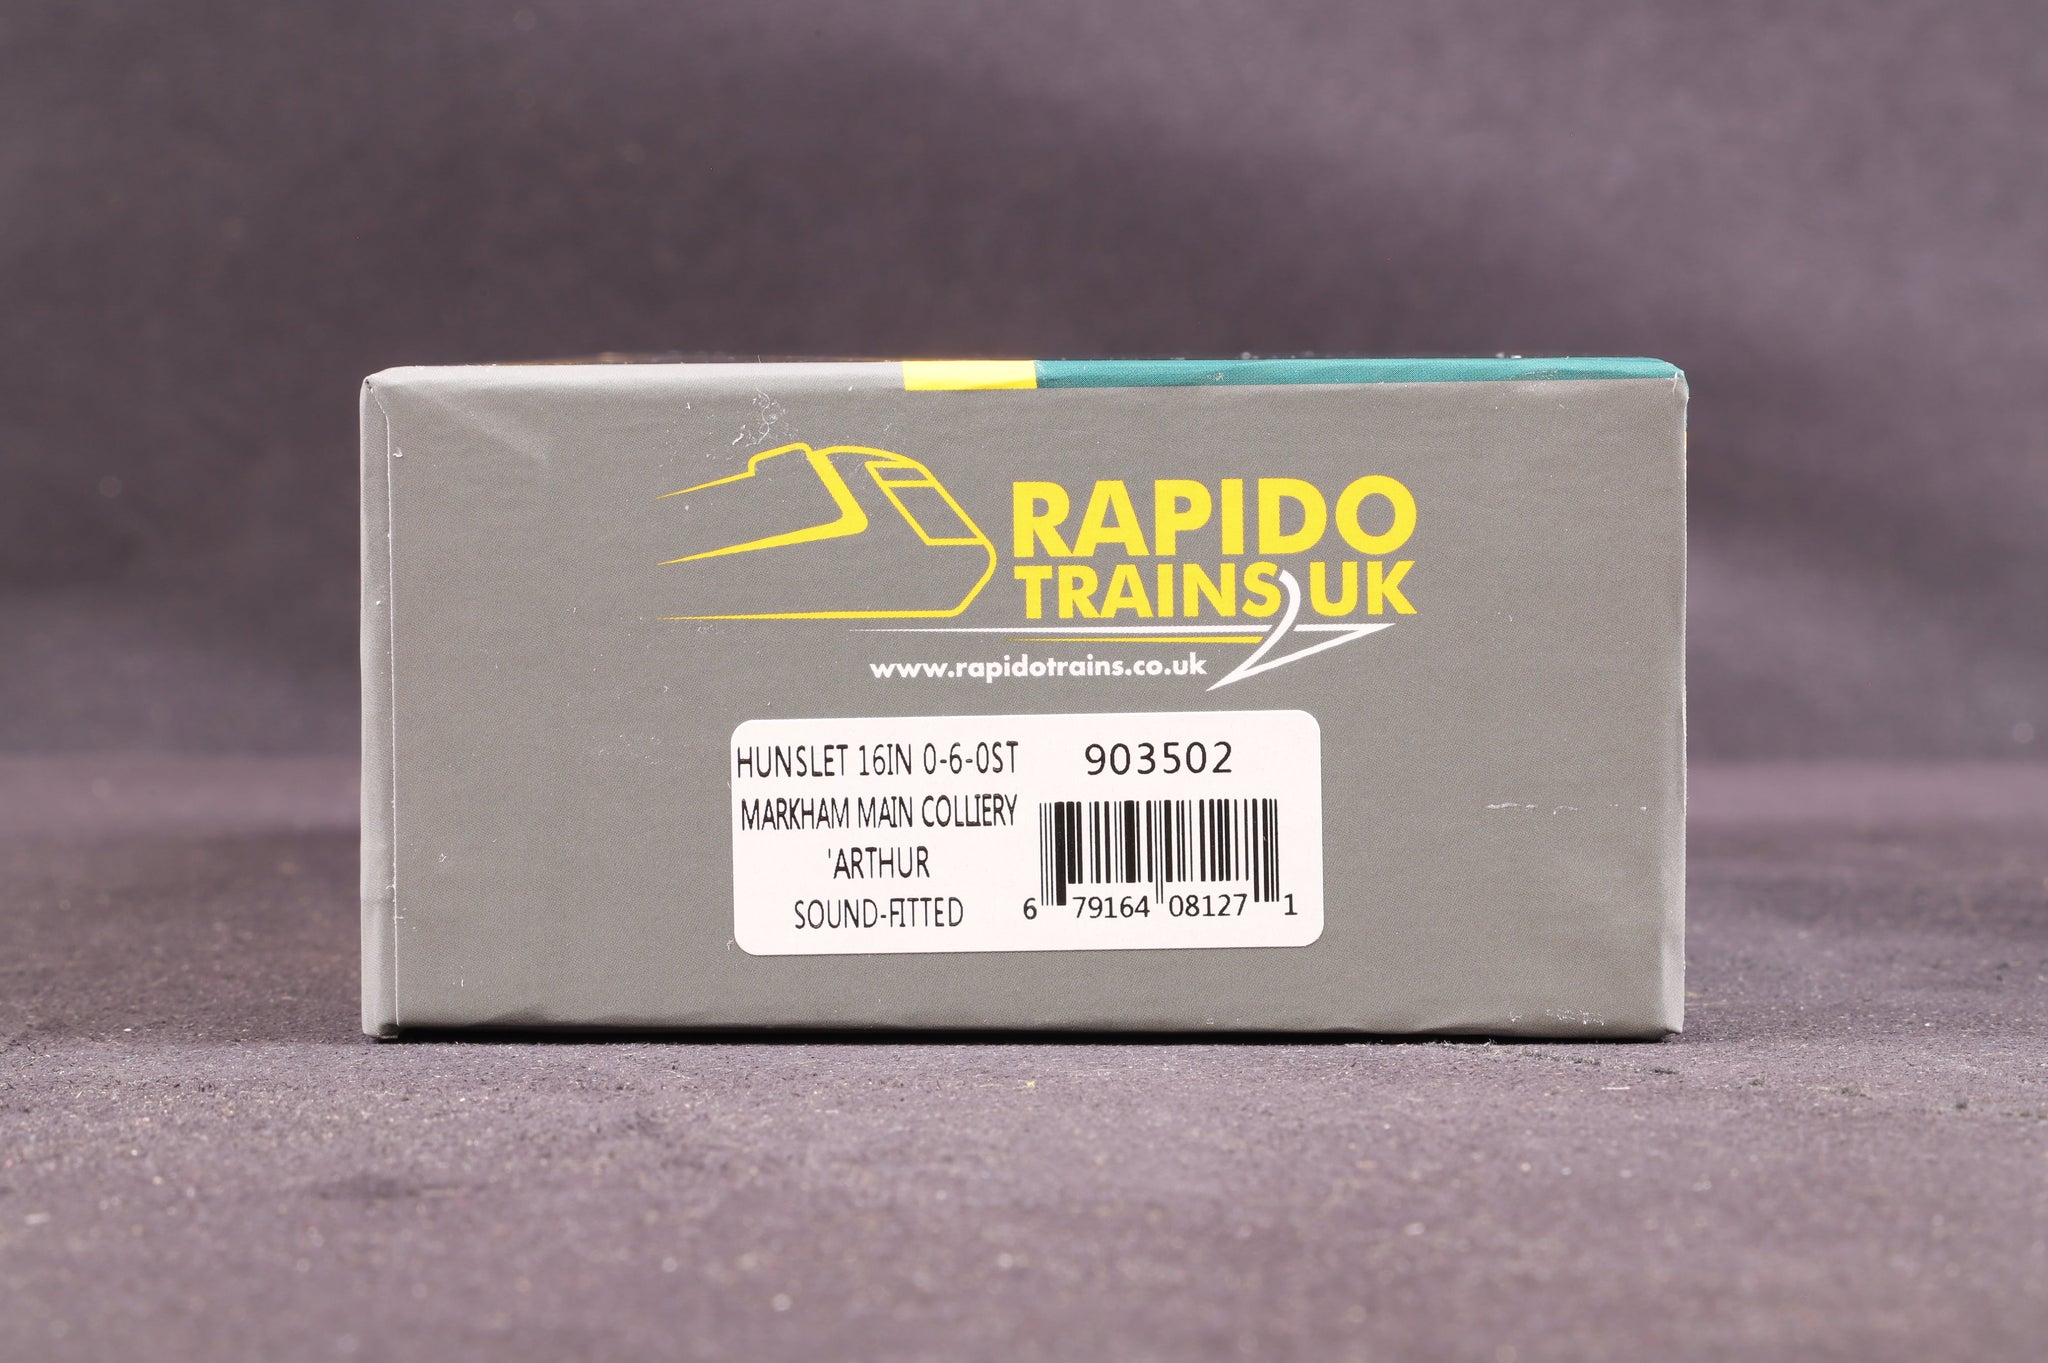 RAPIDO
TRAINS UK
www.rapidotrains.co.uk
HUNSLET 16IN 0-6-0ST
MARKHAM MAIN COLLIERY
'ARTHUR
SOUND-FITTED
903502
6 79164 08127 1